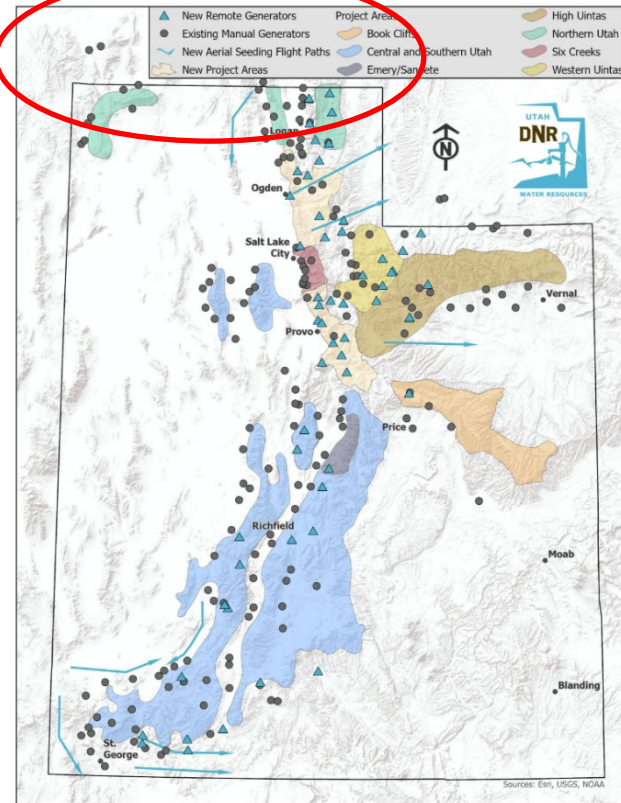 New Remote Generators
Existing Manual Generators
New Aerial Seeding Flight Paths
New Project Areas
Project Areas
Book Cliffs
Central and Southern Utah
Emery/Sanpete
High Uintas
Northern Utah
Six Creeks
Western Uintas
UTAH
DNR
WATER RESOURCES
N
Logan
Ogden
Salt Lake
City
Vernal
Provo
Price
Richfield
Moab
Blanding
St.
George
Sources: Esri, USGS, NOAA